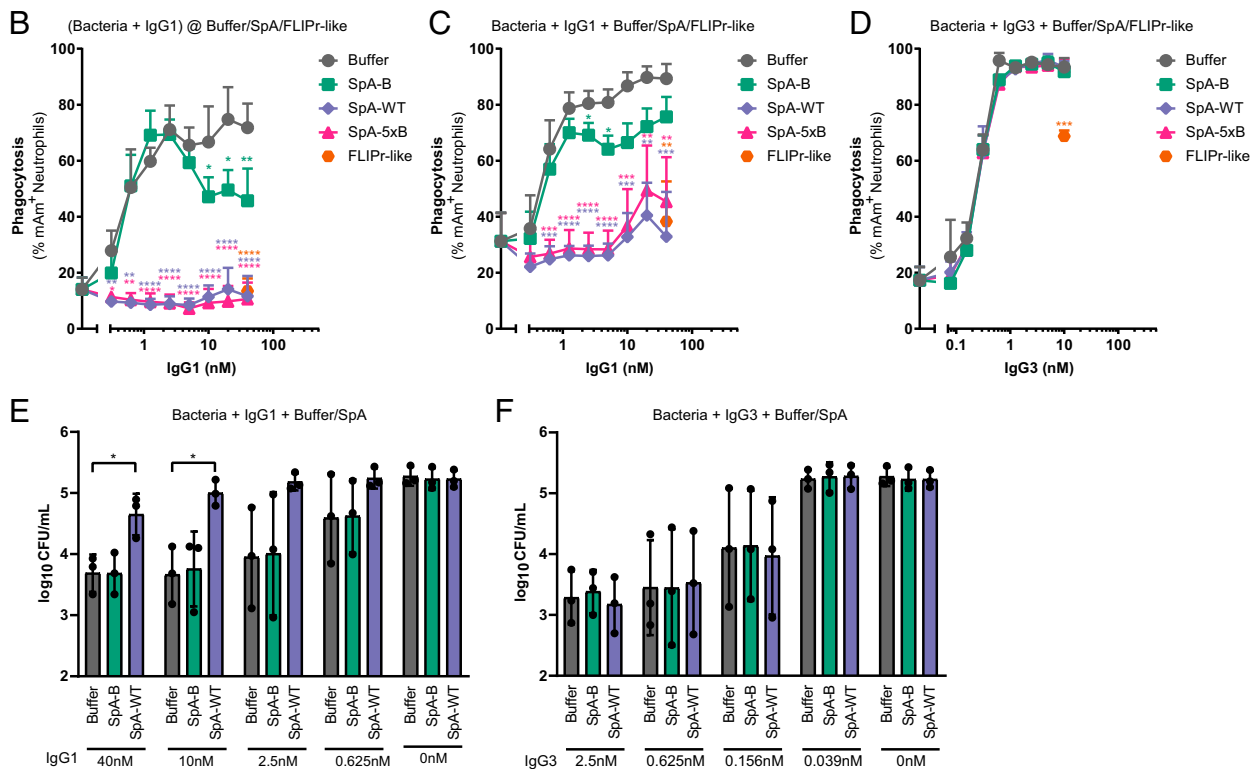 B
(Bacteria + IgG1) @ Buffer/SpA/FLIPr-like
Phagocytosis
(% mAm+ Neutrophils)
100
80
60
40
20
0
Buffer
SpA-B
SpA-WT
SpA-5xB
FLIPr-like
* * **
**** **** ****
**** **** ****
** ** **** **** **** **** ****
* ** **** **** **** **** ****
1 10 100
IgG1 (nM)
C
Bacteria + IgG1 + Buffer/SpA/FLIPr-like
Phagocytosis
(% mAm+ Neutrophils)
100
80
60
40
20
0
Buffer
SpA-B
SpA-WT
SpA-5xB
FLIPr-like
* *
** **
** **
***
*** **** **** **** ***
*** **** **** **** ***
1 10 100
IgG1 (nM)
D
Bacteria + IgG3 + Buffer/SpA/FLIPr-like
Phagocytosis
(% mAm+ Neutrophils)
100
80
60
40
20
0
Buffer
SpA-B
SpA-WT
SpA-5xB
FLIPr-like
***
0.1 1 10 100
IgG3 (nM)
E
Bacteria + IgG1 + Buffer/SpA
log10 CFU/mL
6
5
4
3
2
* *
Buffer SpA-B SpA-WT Buffer SpA-B SpA-WT Buffer SpA-B SpA-WT Buffer SpA-B SpA-WT Buffer SpA-B SpA-WT
IgG1 40nM 10nM 2.5nM 0.625nM 0nM
F
Bacteria + IgG3 + Buffer/SpA
log10 CFU/mL
6
5
4
3
2
Buffer SpA-B SpA-WT Buffer SpA-B SpA-WT Buffer SpA-B SpA-WT Buffer SpA-B SpA-WT Buffer SpA-B SpA-WT
IgG3 2.5nM 0.625nM 0.156nM 0.039nM 0nM